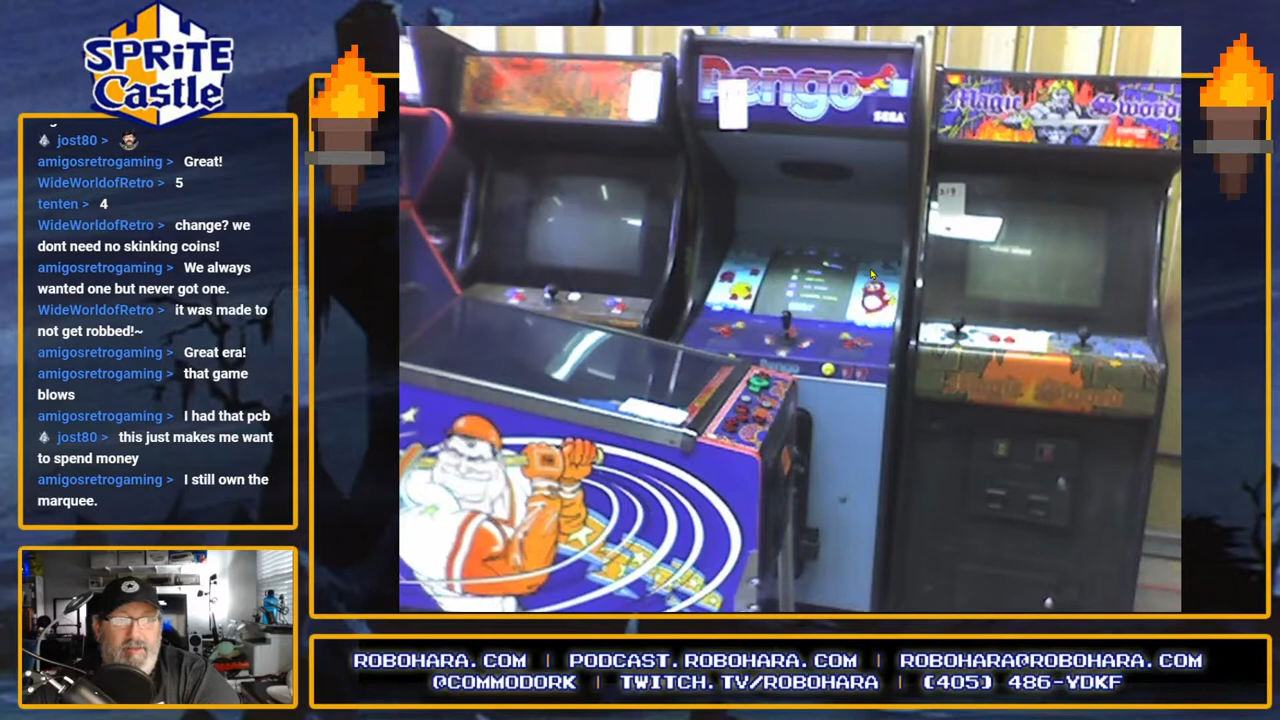 SPRITE
Castle
jost80 >
amigosretrogaming > Great!
WideWorldofRetro > 5
tenten > 4
WideWorldofRetro > change? we
dont need no skinking coins!
amigosretrogaming > We always
wanted one but never got one.
WideWorldofRetro > it was made to
not get robbed!~
amigosretrogaming > Great era!
amigosretrogaming > that game
blows
amigosretrogaming > I had that pcb
jost80 > this just makes me want
to spend money
amigosretrogaming > I still own the
marquee.
Pengo
SEGA
Magic Sword
Magic Sword
ROBOHARA.COM | PODCAST.ROBOHARA.COM | ROBOHARA@ROBOHARA.COM
@COMMODORK | TWITCH.TV/ROBOHARA | (405) 486-YDKF